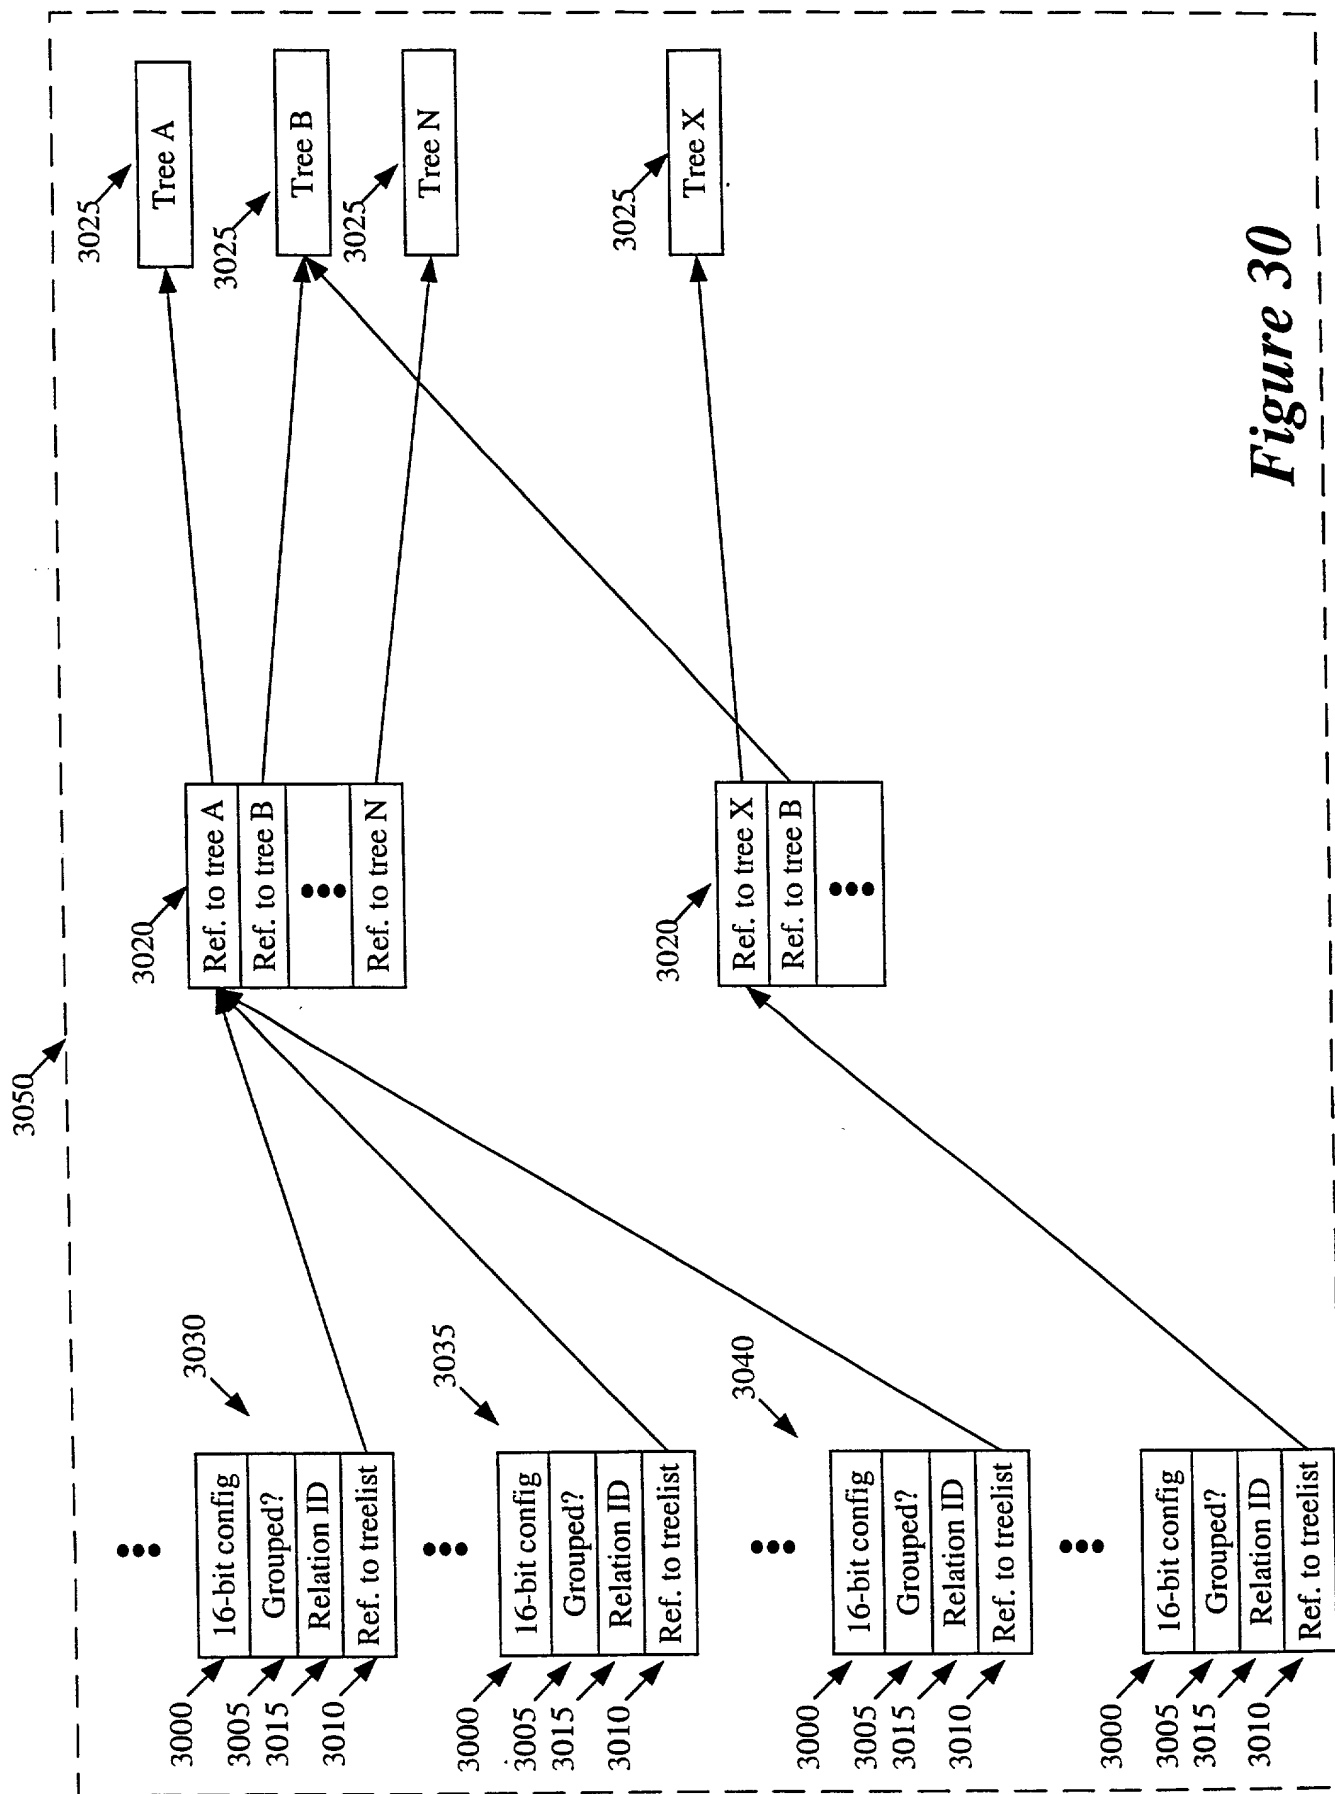 3050
3000
3005
3015
3010
16-bit config
Grouped?
Relation ID
Ref. to treelist
3030
3000
3005
3015
3010
16-bit config
Grouped?
Relation ID
Ref. to treelist
3035
3000
3005
3015
3010
16-bit config
Grouped?
Relation ID
Ref. to treelist
3040
3000
3005
3015
3010
16-bit config
Grouped?
Relation ID
Ref. to treelist
3020
Ref. to tree A
Ref. to tree B
Ref. to tree N
3020
Ref. to tree X
Ref. to tree B
3025
Tree A
3025
Tree B
3025
Tree N
3025
Tree X
Figure 30